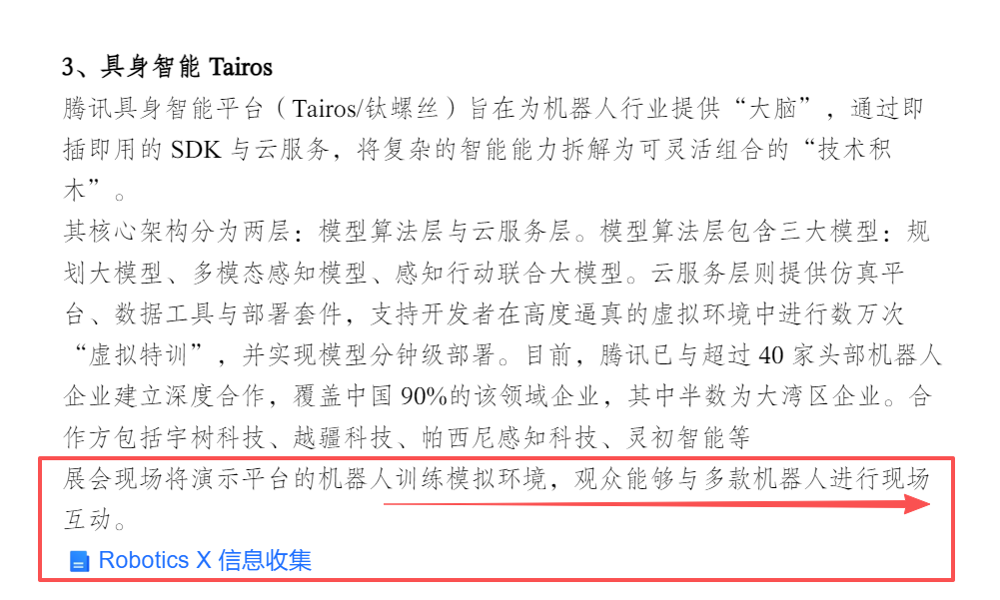 3、具身智能 Tairos
腾讯具身智能平台（Tairos/钛螺丝）旨在为机器人行业提供“大脑”，通过即
插即用的 SDK 与云服务，将复杂的智能能力拆解为可灵活组合的“技术积
木”。
其核心架构分为两层：模型算法层与云服务层。模型算法层包含三大模型：规
划大模型、多模态感知模型、感知行动联合大模型。云服务层则提供仿真平
台、数据工具与部署套件，支持开发者在高度逼真的虚拟环境中进行数万次
“虚拟特训”，并实现模型分钟级部署。目前，腾讯已与超过 40 家头部机器人
企业建立深度合作，覆盖中国 90%的该领域企业，其中半数为大湾区企业。合
作方包括宇树科技、越疆科技、帕西尼感知科技、灵初智能等
展会现场将演示平台的机器人训练模拟环境，观众能够与多款机器人进行现场
互动。
Robotics X 信息收集